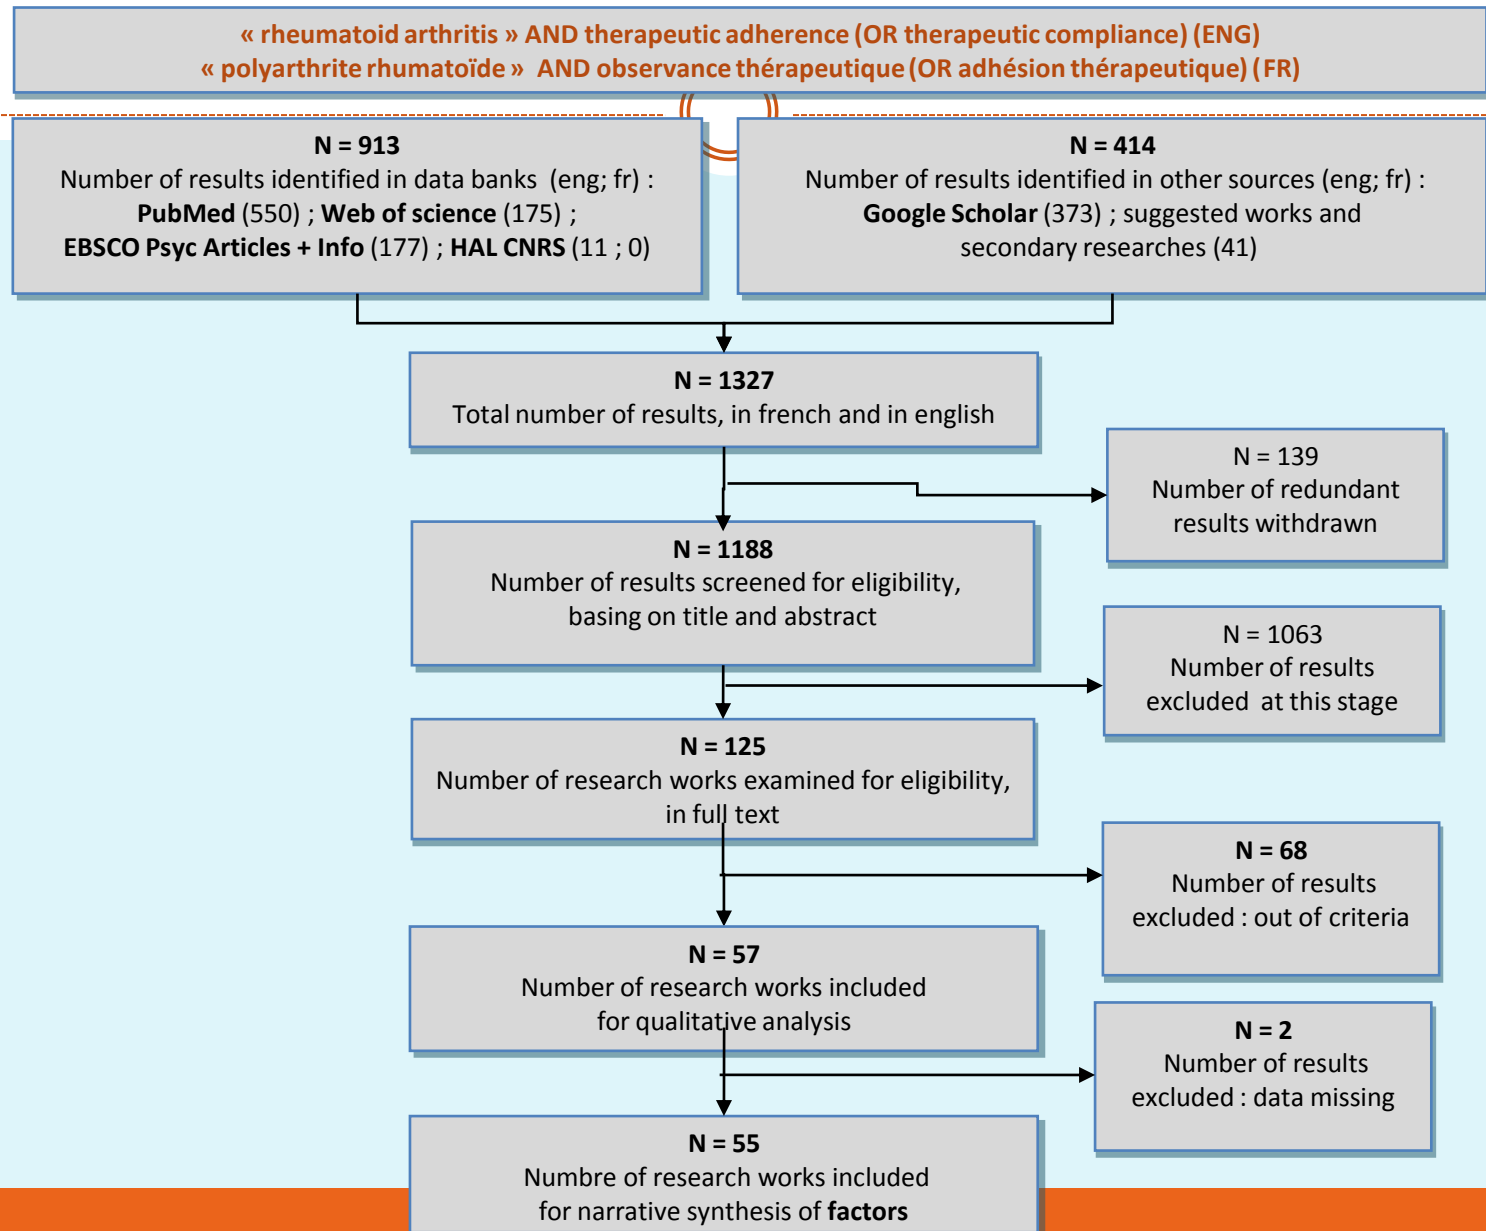 « rheumatoid arthritis » AND therapeutic adherence (OR therapeutic compliance) (ENG)
« polyarthrite rhumatoïde » AND observance thérapeutique (OR adhésion thérapeutique) (FR)
N = 913
Number of results identified in data banks (eng; fr) :
PubMed (550) ; Web of science (175) ;
EBSCO Psyc Articles + Info (177) ; HAL CNRS (11 ; 0)
N = 414
Number of results identified in other sources (eng; fr) :
Google Scholar (373) ; suggested works and
secondary researches (41)
N = 1327
Total number of results, in french and in english
N = 139
Number of redundant
results withdrawn
N = 1188
Number of results screened for eligibility,
basing on title and abstract
N = 1063
Number of results
excluded at this stage
N = 125
Number of research works examined for eligibility,
in full text
N = 68
Number of results
excluded : out of criteria
N = 57
Number of research works included
for qualitative analysis
N = 2
Number of results
excluded : data missing
N = 55
Numbre of research works included
for narrative synthesis of factors